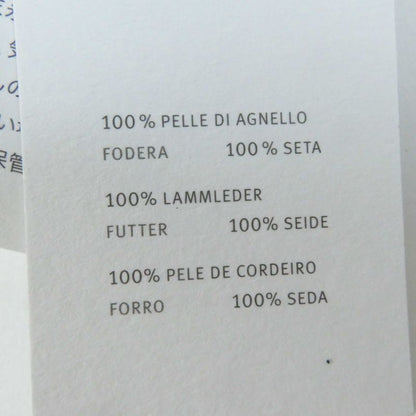 100% PELLE DI AGNELLO
FODERA 100% SETA
100% LAMMLEDER
FUTTER 100% SEIDE
100% PELE DE CORDEIRO
FORRO 100% SEDA